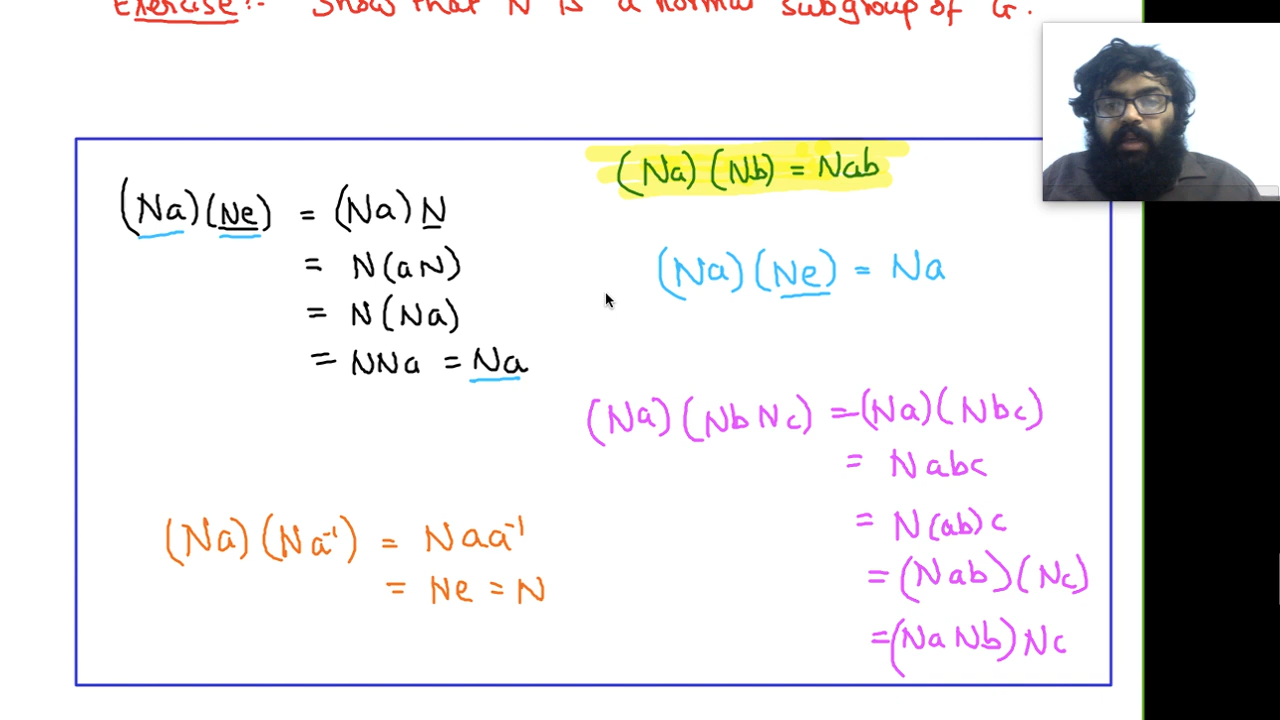 Exercise:- Show that N is a normal subgroup of G.
(Na)(Nb) = Nab
(Na)(Ne) = (Na)N
= N(aN)
= N(Na)
= NNa = Na
(Na)(Ne) = Na
(Na)(NbNc) = (Na)(Nbc)
= Nabc
= N(ab)c
= (Nab)(Nc)
= (NaNb)Nc
(Na)(Na⁻¹) = Naa⁻¹
= Ne = N